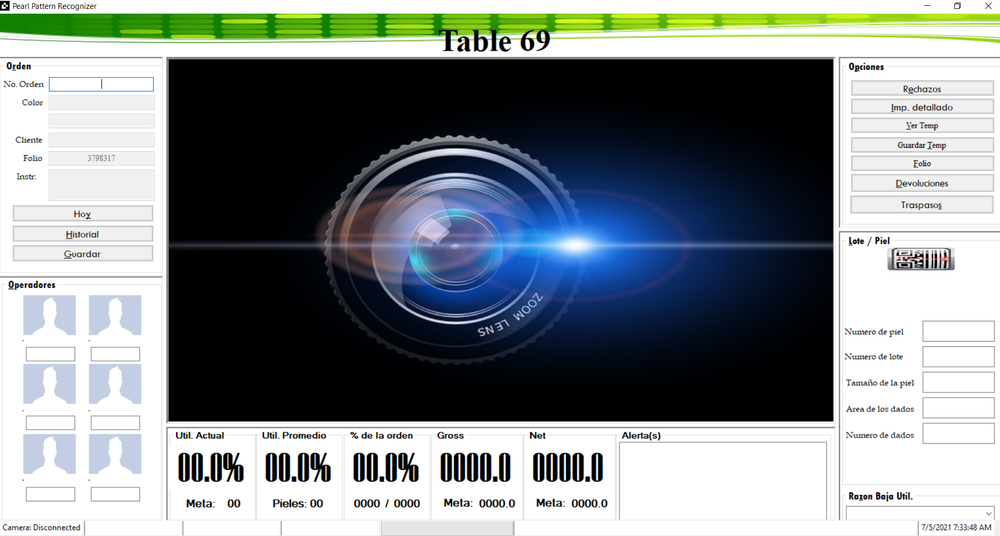 Pearl Pattern Recognizer
Table 69
Orden
No. Orden
Color
Cliente
Folio 3798317
Instr:
Hoy
Historial
Guardar
Operadores
-
-
-
-
-
-
ZOOM LENS
Util. Actual
00.0%
Meta: 00
Util. Promedio
00.0%
Pieles: 00
% de la orden
00.0%
0000 / 0000
Gross
0000.0
Meta: 0000.0
Net
0000.0
Meta: 0000.0
Alerta(s)
Opciones
Rechazos
Imp. detallado
Ver Temp
Guardar Temp
Folio
Devoluciones
Traspasos
Lote / Piel
Numero de piel
Numero de lote
Tamaño de la piel
Area de los dados
Numero de dados
Razon Baja Util.
Camera: Disconnected
7/5/2021 7:33:48 AM